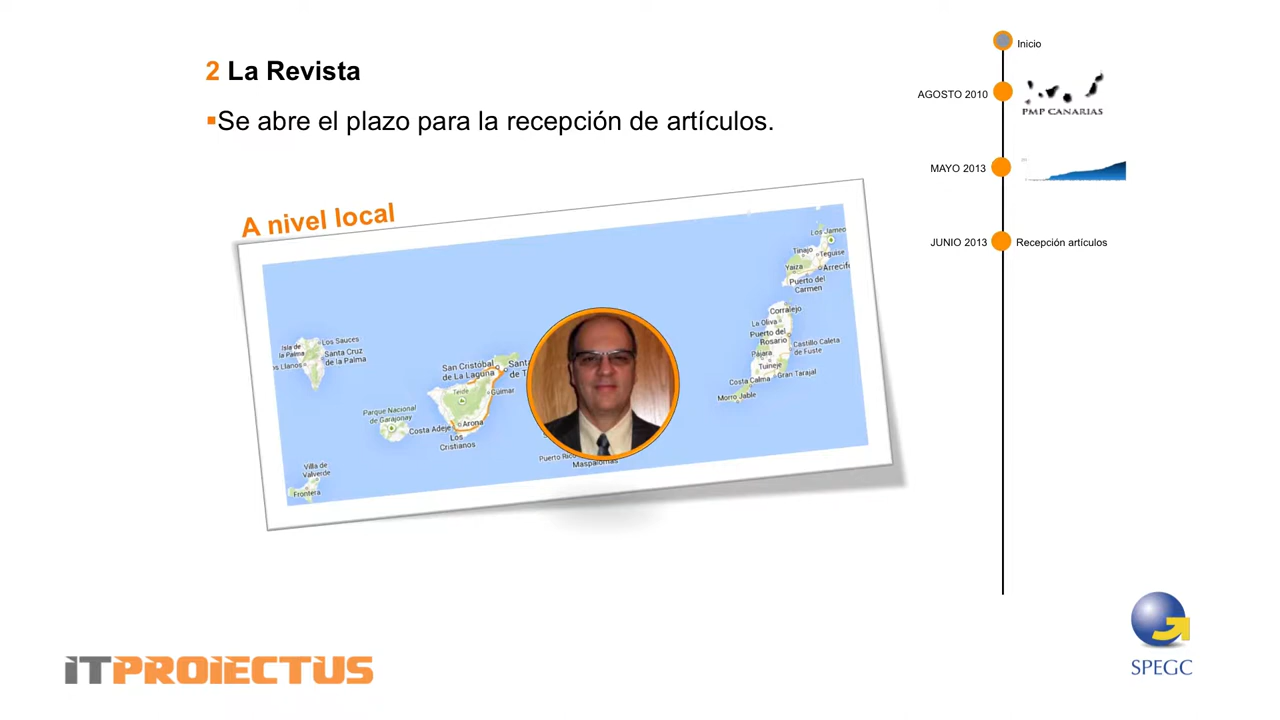 2 La Revista
▪Se abre el plazo para la recepción de artículos.
Inicio
AGOSTO 2010
PMP CANARIAS
MAYO 2013
JUNIO 2013
Recepción artículos
A nivel local
Los Jameo
Tinajo
Teguise
Yaiza
Arrecife
Puerto del
Carmen
Corralejo
La Oliva
Puerto del
Rosario
Castillo Caleta
de Fuste
Pájara
Tuineje
Gran Tarajal
Costa Calma
Morro Jable
Isla de
la Palma
Los Sauces
Santa Cruz
de la Palma
os Llanos
San Cristóbal
de La Laguna
Santa
de T
Teide
Güímar
Parque Nacional
de Garajonay
Costa Adeje
Arona
Los
Cristianos
Puerto Rico
Maspalomas
Villa de
Valverde
Frontera
ITPROIECTUS
SPEGC